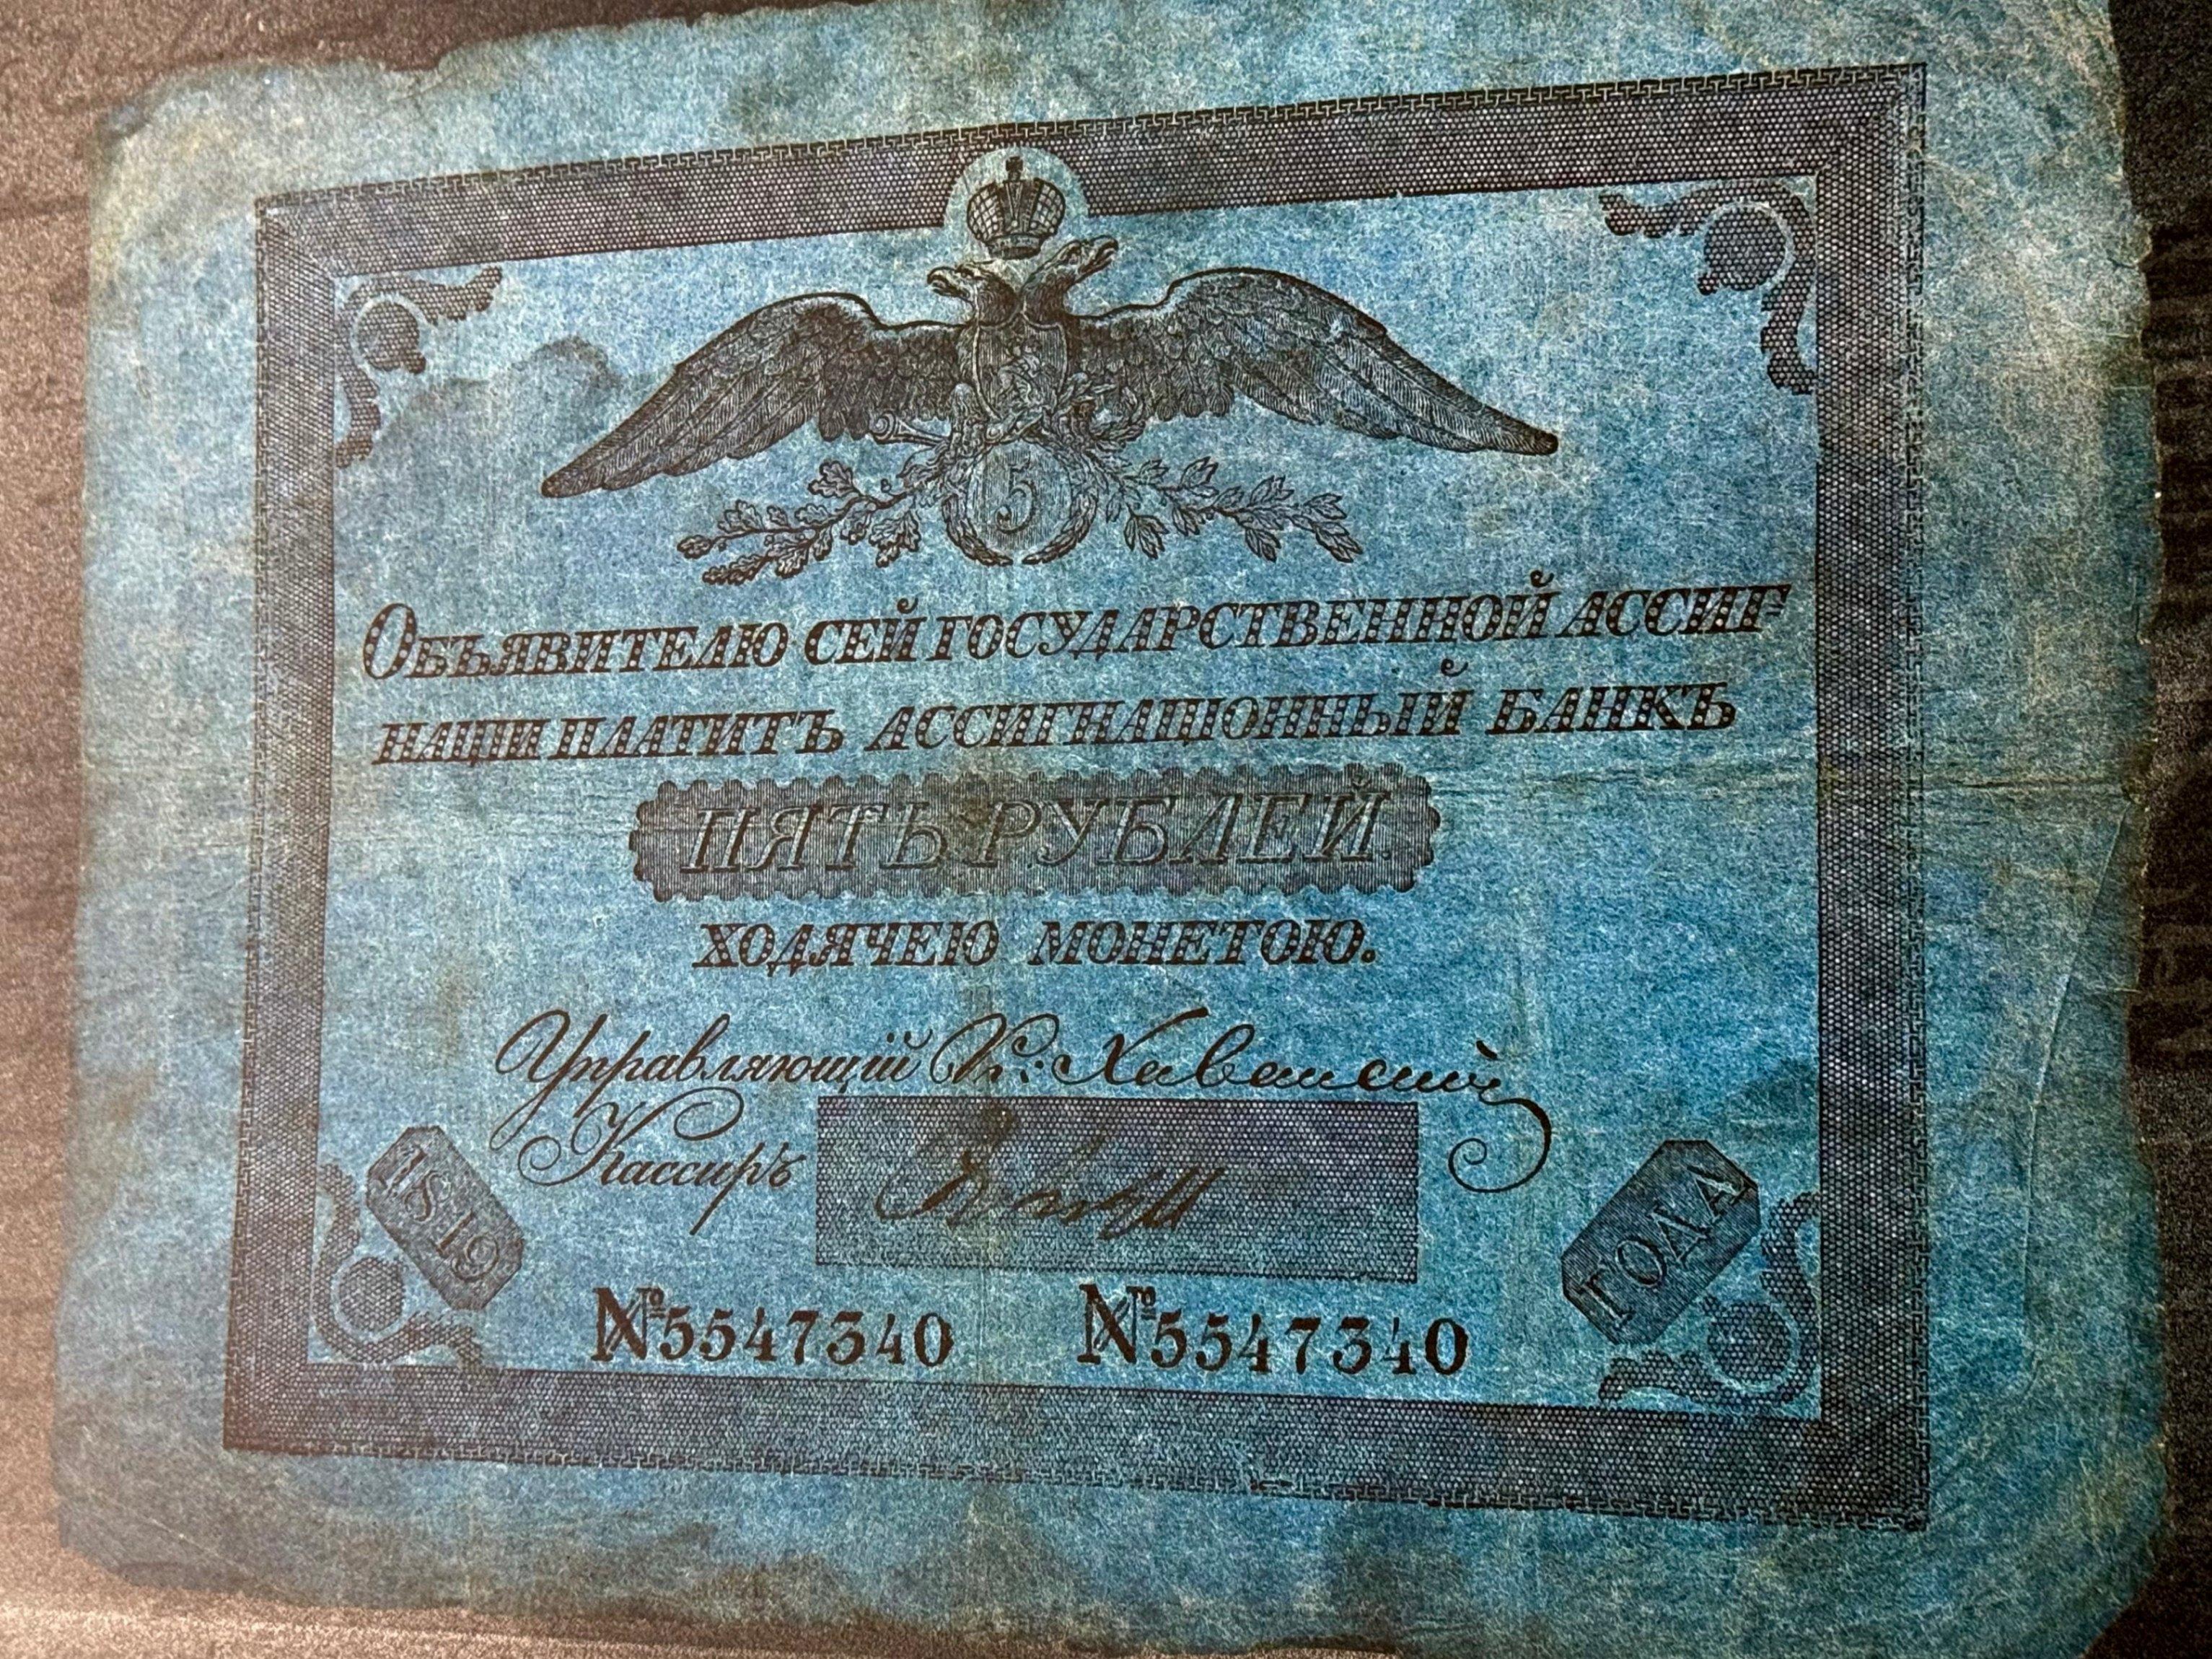 5
Объявителю сей государственной ассиг=
націи платитъ ассигнаціонный банкъ
ПЯТЬ РУБЛЕЙ.
ходячею монетою.
Управляющій К: Хованский
Кассиръ
1819 ГОДА
№5547340 №5547340